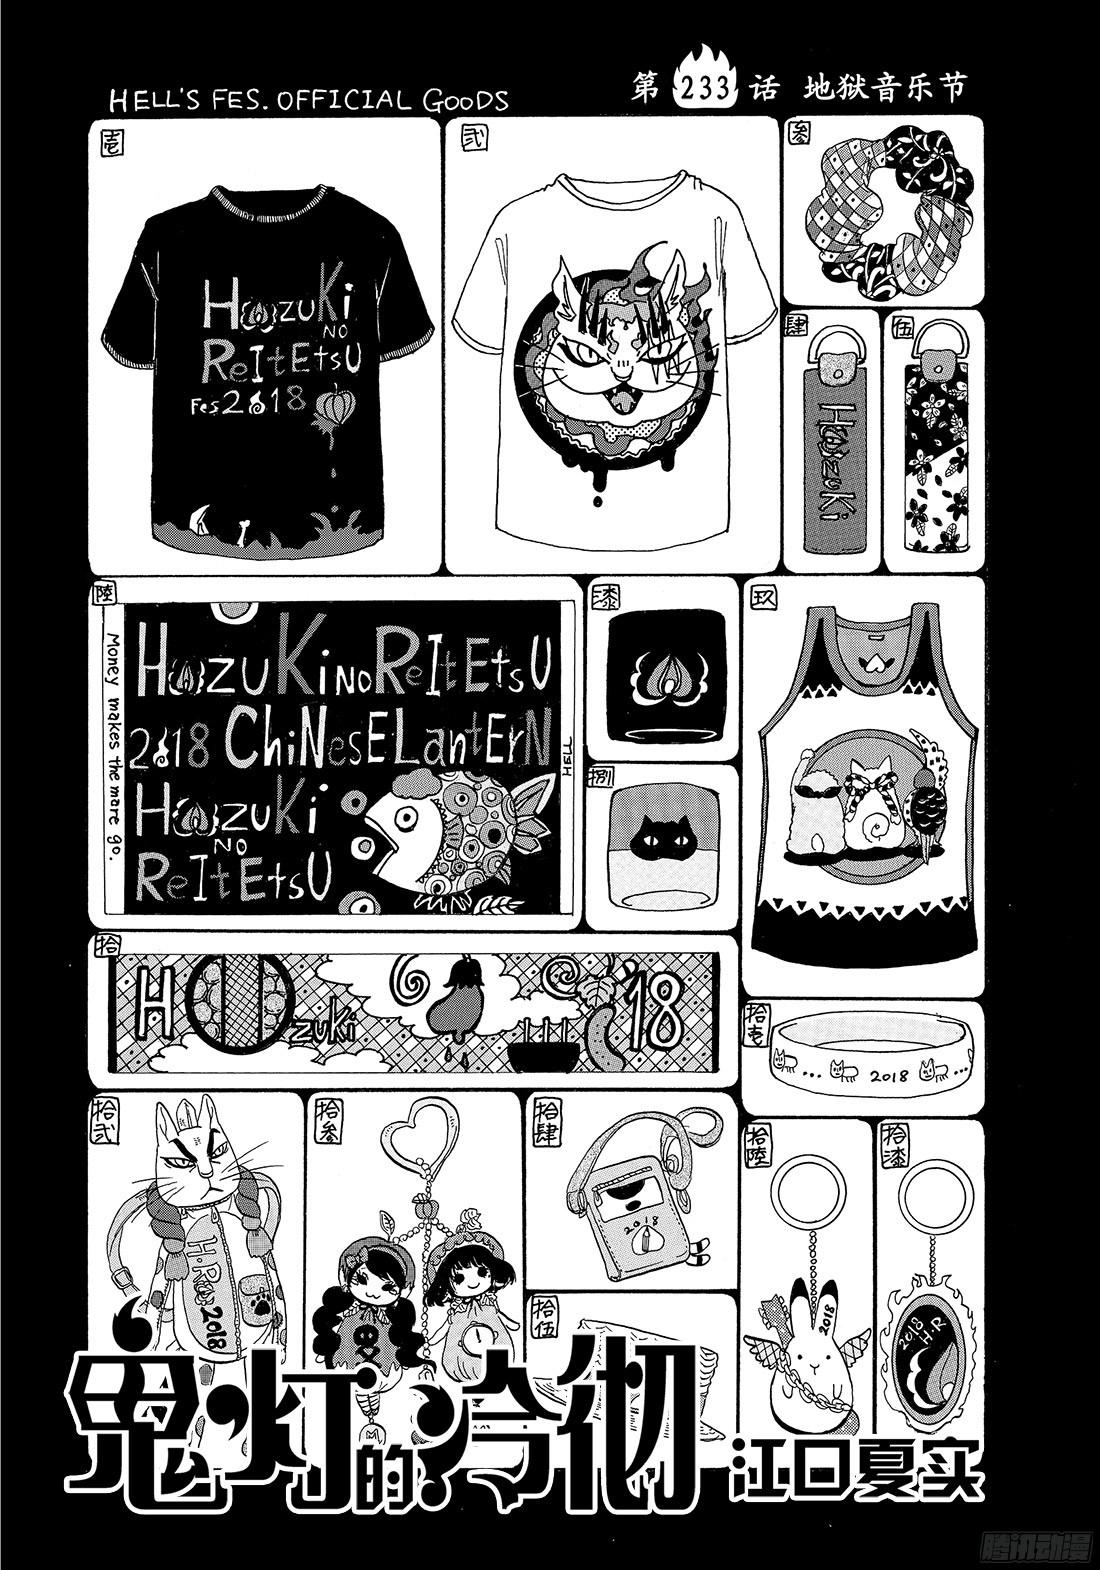 HELL'S FES. OFFICIAL GOODS
第233话 地狱音乐节
壱
弐
参
HOZUKi
NO
ReItEtsU
Fes2018
肆
伍
HOzuKi
陸
漆
玖
Money makes the mare go.
HOZUKiNOReItEtsU
2018 ChiNesELantErN
HOZUKi
NO
ReItEtsU
HELL
捌
拾
HOzuki '18
拾壱
2018
拾弐
拾参
拾肆
拾陸
拾漆
H.R 2018
2018
拾伍
2018
2018
H.R
M
鬼灯的冷彻
江口夏实
腾讯动漫